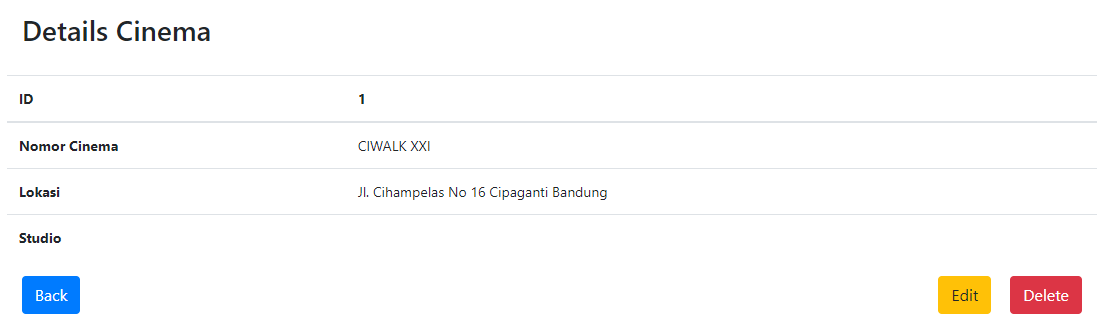 Details Cinema
ID 1
Nomor Cinema CIWALK XXI
Lokasi Jl. Cihampelas No 16 Cipaganti Bandung
Studio
Back Edit Delete